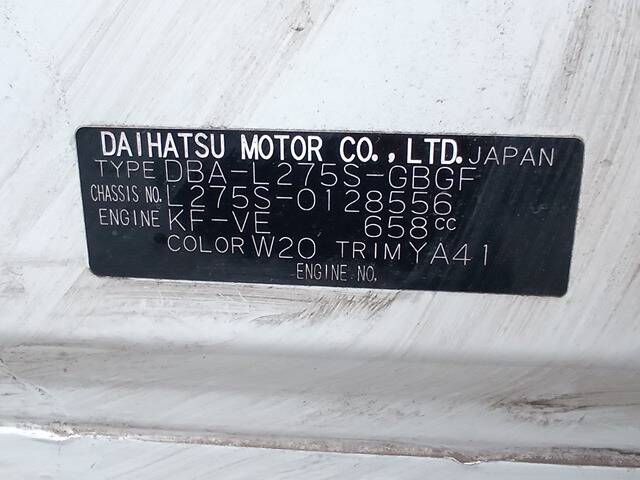 DAIHATSU MOTOR CO., LTD. JAPAN
TYPE DBA-L275S-GBGF
CHASSIS NO. L275S-0128556
ENGINE KF-VE 658cc
COLOR W20 TRIM YA41
ENGINE NO.